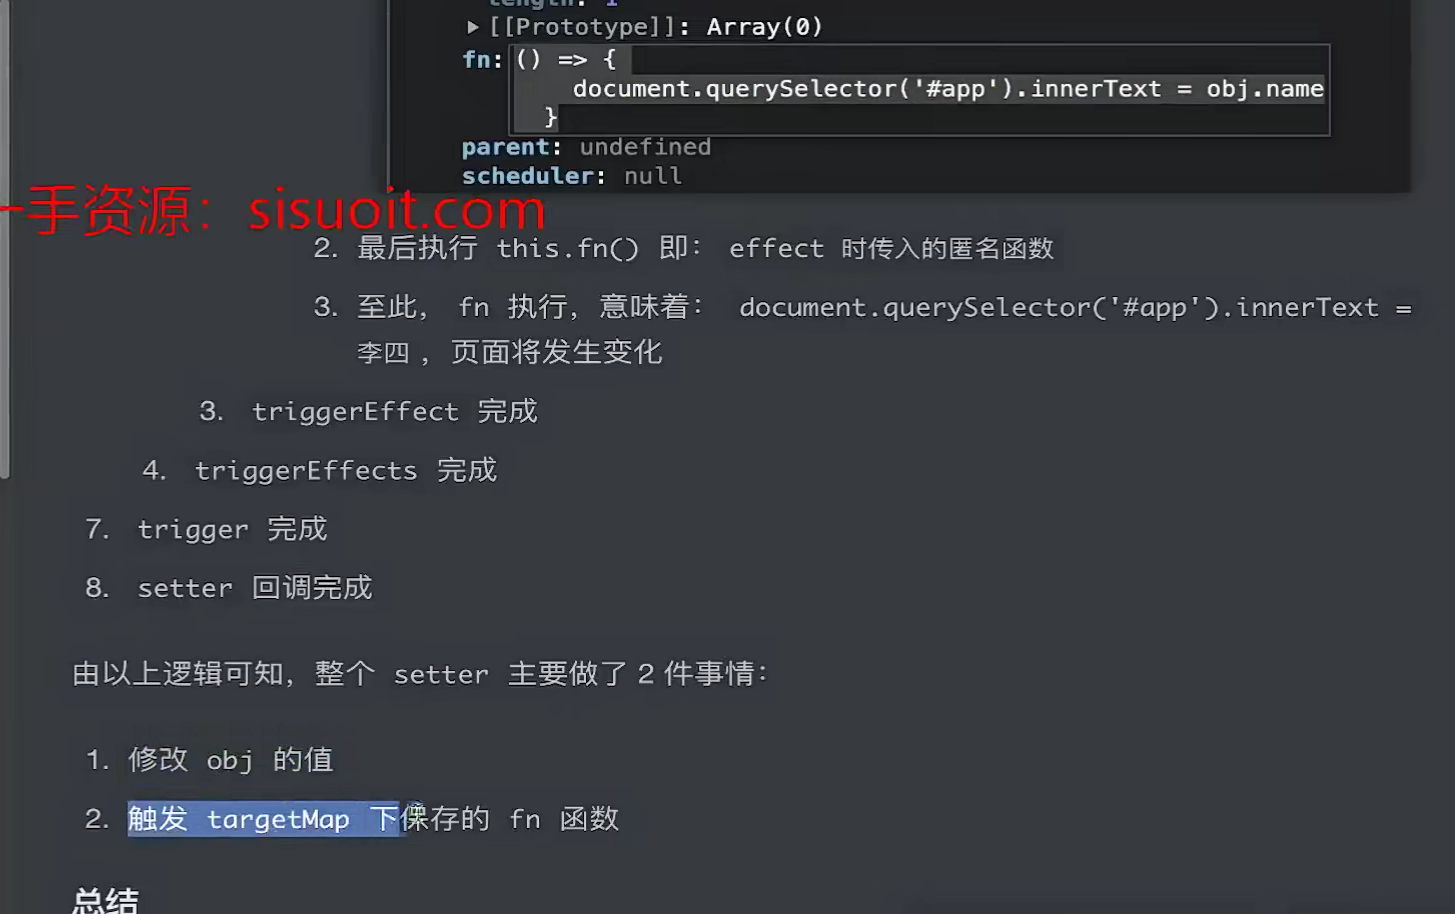 length: 1
▶ [[Prototype]]: Array(0)
fn: () => {
document.querySelector('#app').innerText = obj.name
}
parent: undefined
scheduler: null
一手资源：sisuoit.com
2. 最后执行 this.fn() 即： effect 时传入的匿名函数
3. 至此， fn 执行，意味着： document.querySelector('#app').innerText =
李四 ，页面将发生变化
3. triggerEffect 完成
4. triggerEffects 完成
7. trigger 完成
8. setter 回调完成
由以上逻辑可知，整个 setter 主要做了 2 件事情：
1. 修改 obj 的值
2. 触发 targetMap 下保存的 fn 函数
总结